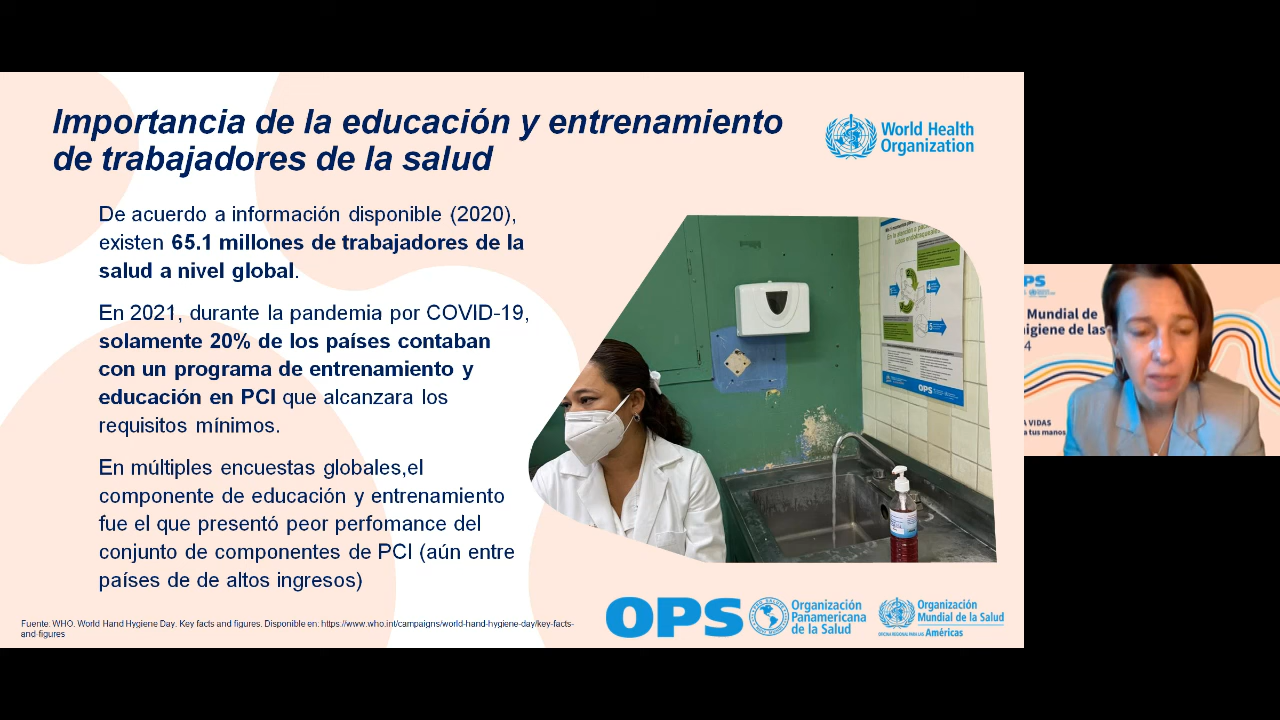 Importancia de la educación y entrenamiento
de trabajadores de la salud
World Health
Organization
De acuerdo a información disponible (2020),
existen 65.1 millones de trabajadores de la
salud a nivel global.
En 2021, durante la pandemia por COVID-19,
solamente 20% de los países contaban
con un programa de entrenamiento y
educación en PCI que alcanzara los
requisitos mínimos.
En múltiples encuestas globales,el
componente de educación y entrenamiento
fue el que presentó peor perfomance del
conjunto de componentes de PCI (aún entre
países de de altos ingresos)
Fuente. WHO. World Hand Hygiene Day. Key facts and figures. Disponible en: https://www.who.int/campaigns/world-hand-hygiene-day/key-facts-
and-figures
OPS
Organización
Panamericana
de la Salud
Organización
Mundial de la Salud
OFICINA REGIONAL PARA LAS Américas
OPS
PS
Mundial de
igiene de las
4
A VIDAS
a tus manos